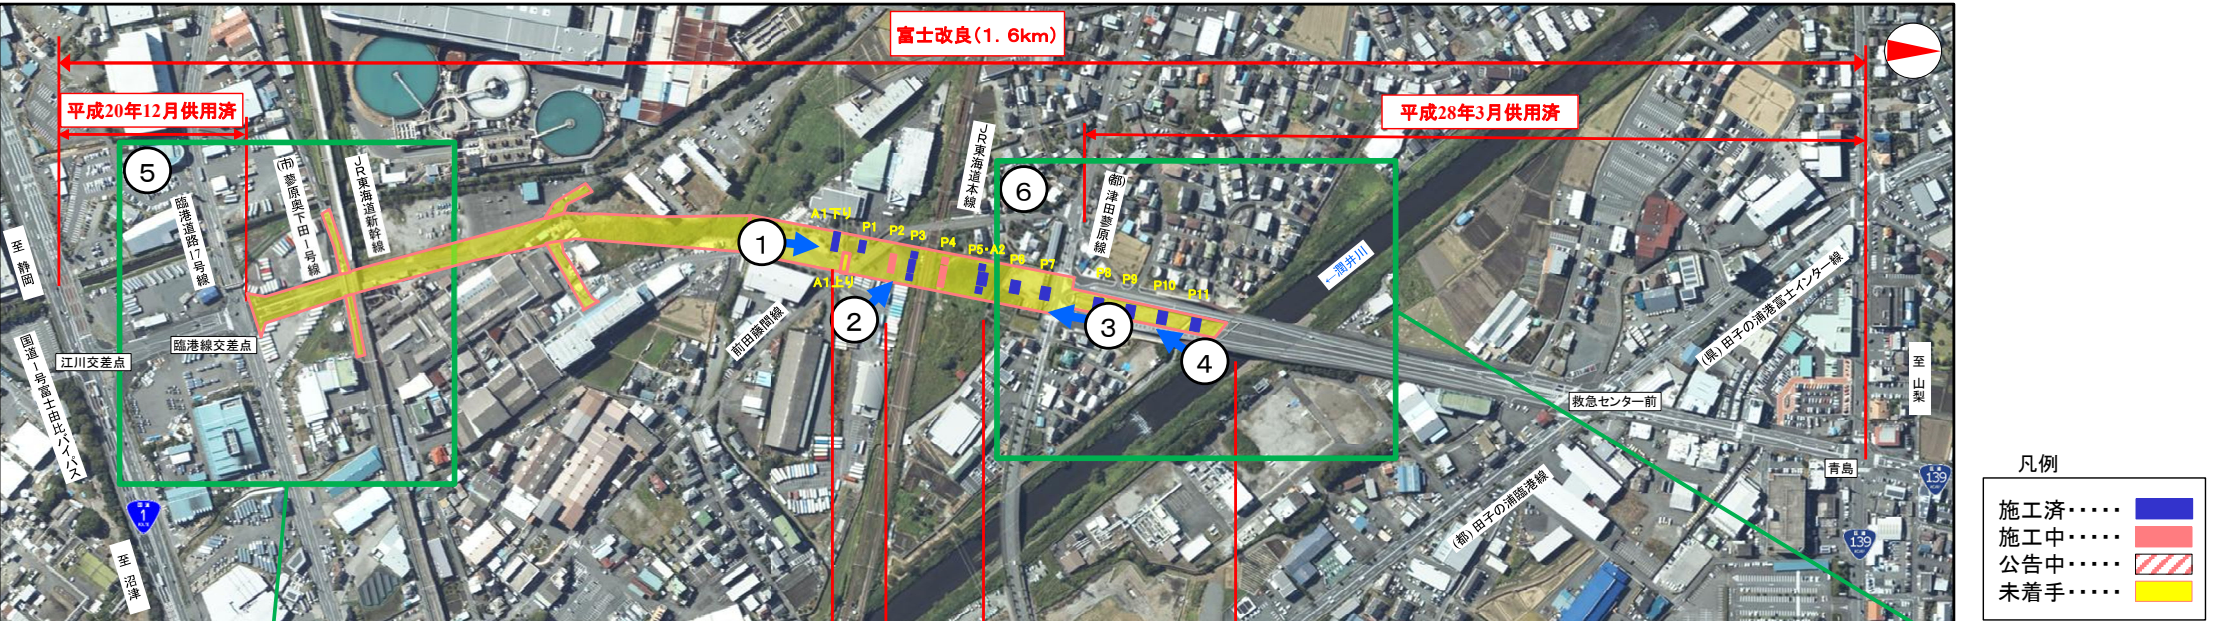 富士改良(1.6km)
平成20年12月供用済
平成28年3月供用済
⑤
臨港道路17号線
(市)蓼原奥下田1号線
JR東海道新幹線
至 静岡
国道1号富士由比バイパス
江川交差点
臨港線交差点
1
至 沼津
前田藤間線
①
②
A1下り
A1上り
P1
P2
P3
P4
P5・A2
P6
P7
P8
P9
P10
P11
JR東海道本線
⑥
(都)津田蓼原線
③
④
←潤井川
(県)田子の浦港富士インター線
(都)田子の浦臨港線
救急センター前
青島
至 山梨
139
139
凡例
施工済・・・・・
施工中・・・・・
公告中・・・・・
未着手・・・・・